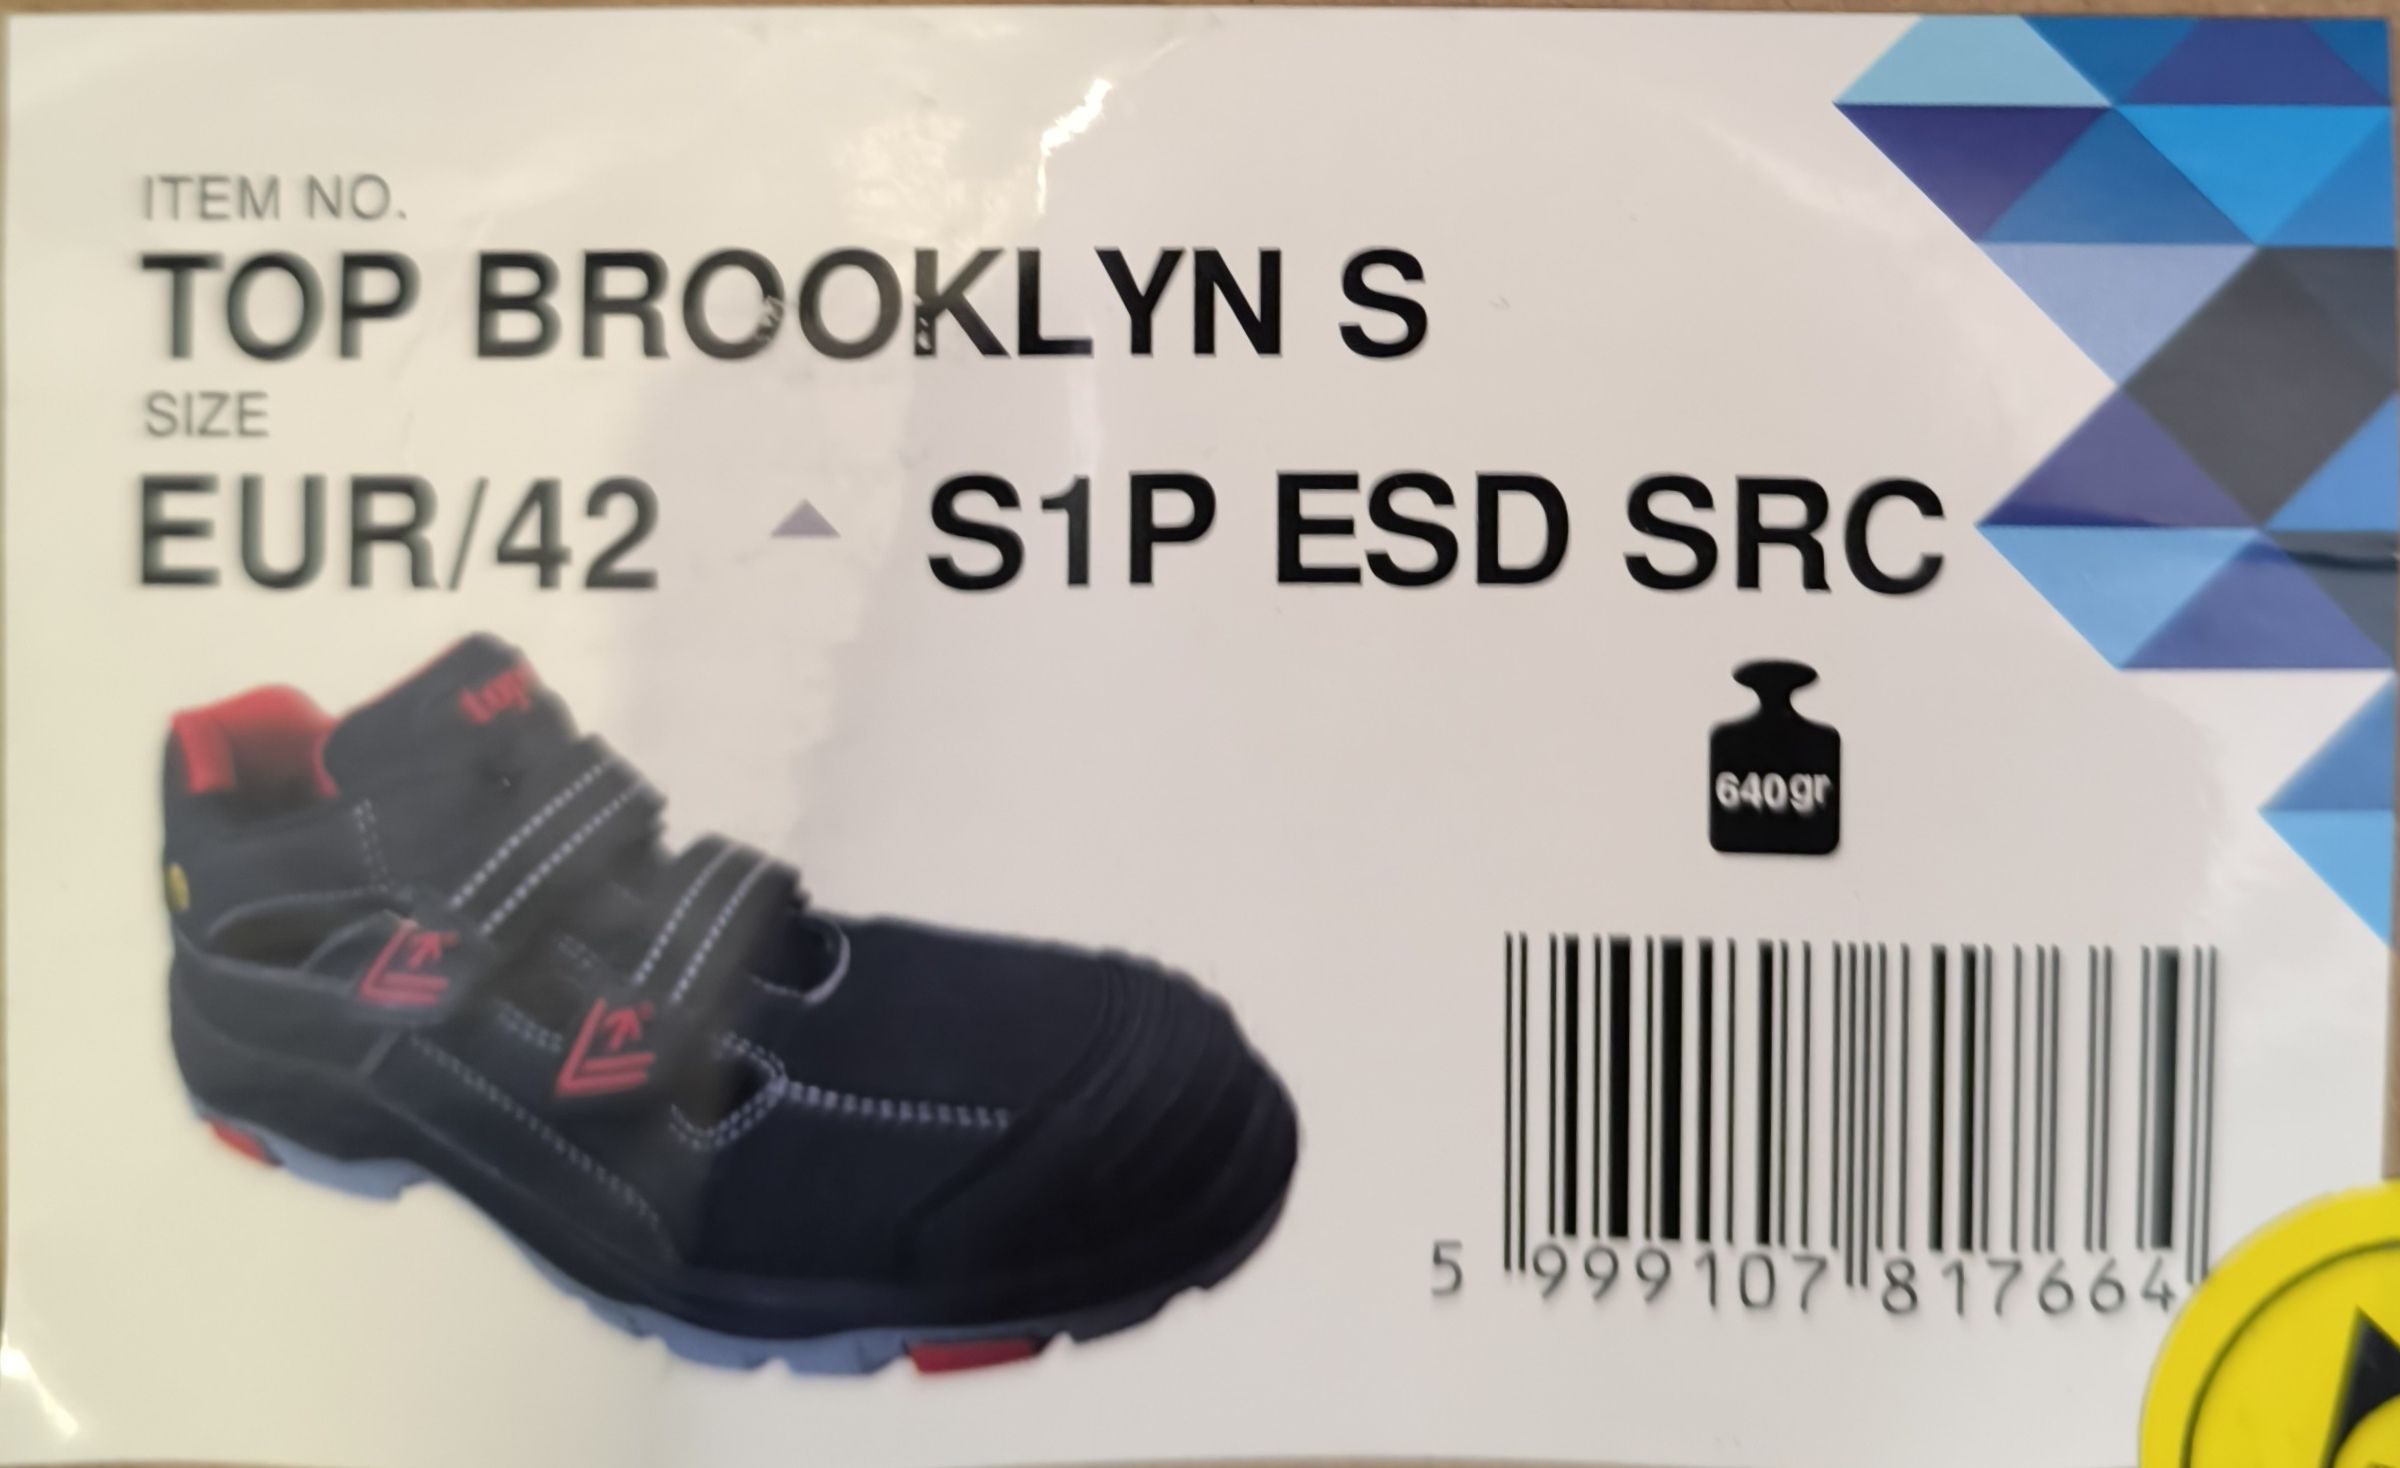 ITEM NO.
TOP BROOKLYN S
SIZE
EUR/42 S1P ESD SRC
640gr
5 999107 817664